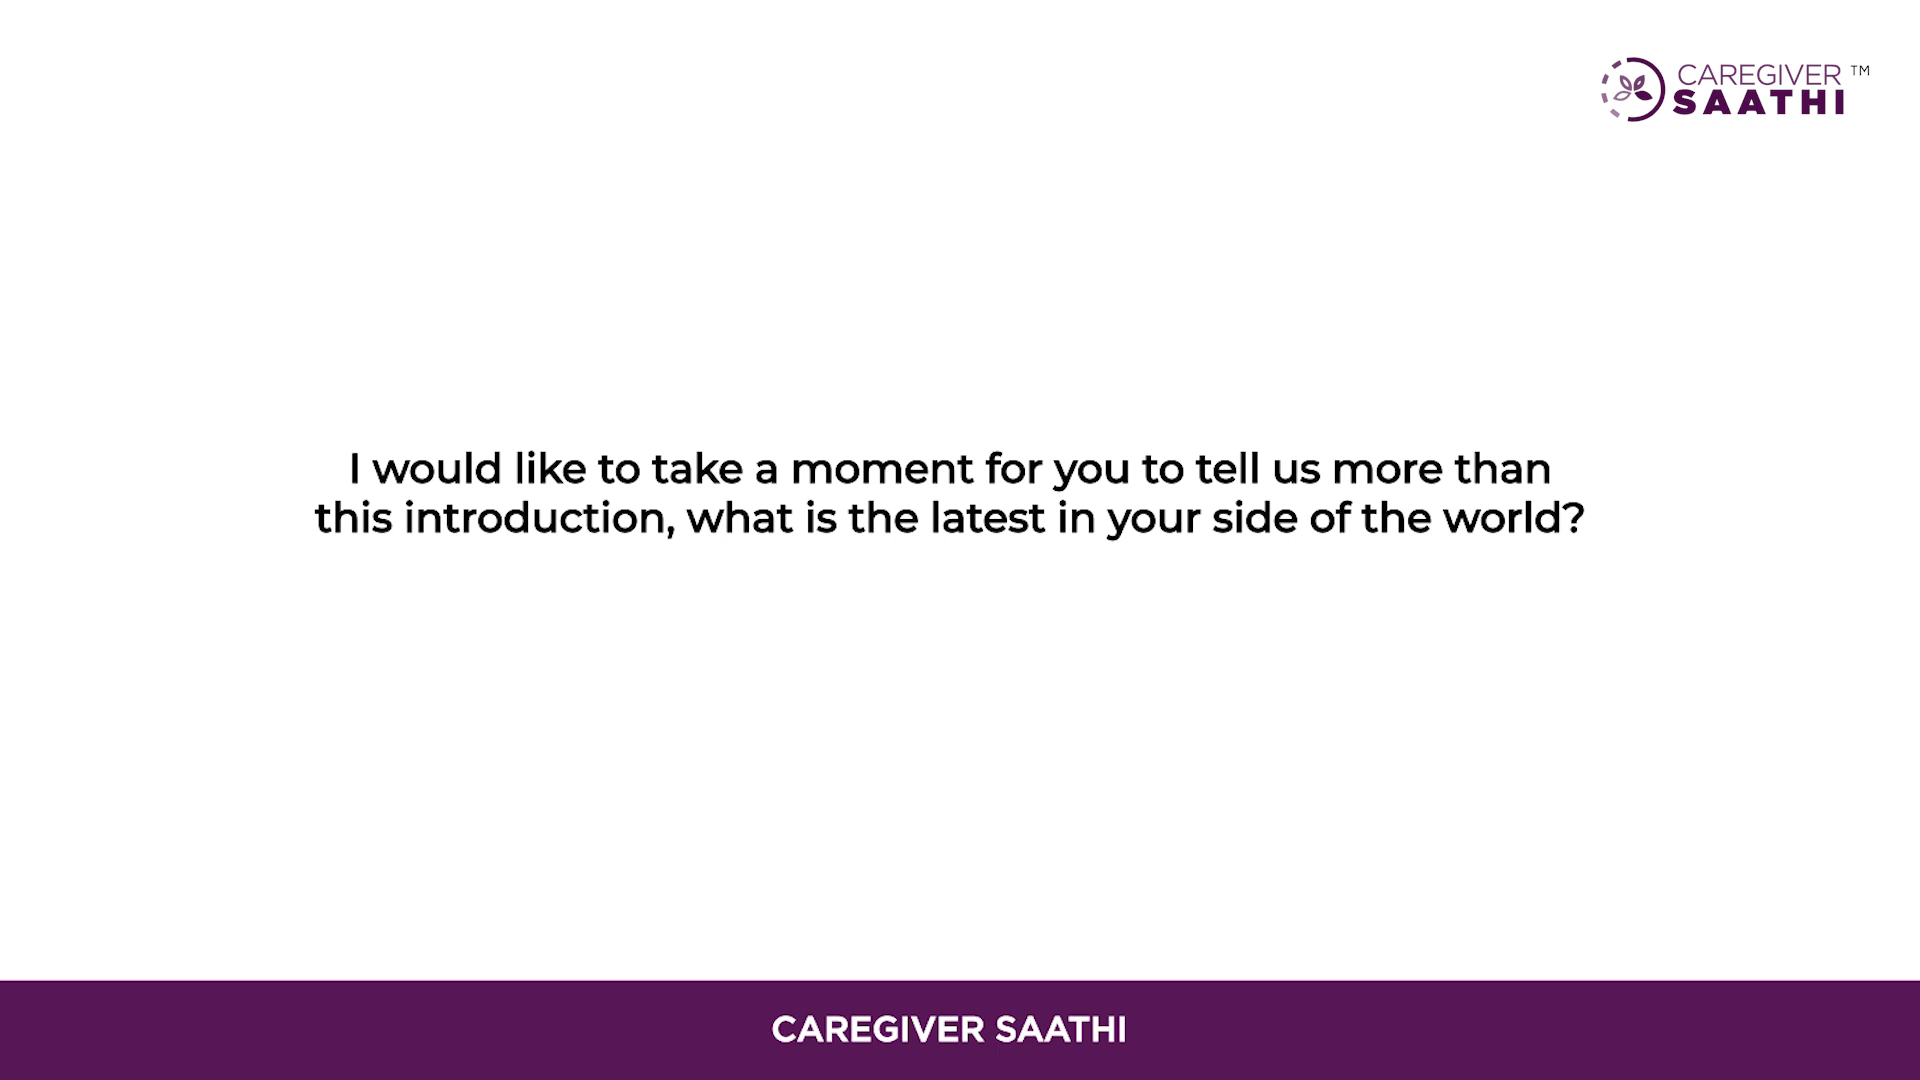 CAREGIVER ™
SAATHI
I would like to take a moment for you to tell us more than
this introduction, what is the latest in your side of the world?
CAREGIVER SAATHI